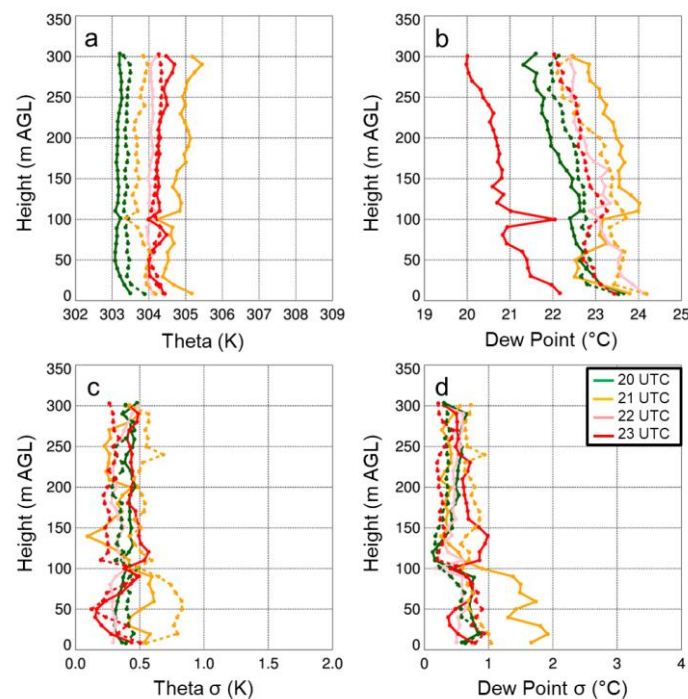 a
350
300
250
200
150
100
50
0
Height (m AGL)
302 303 304 305 306 307 308 309
Theta (K)
b
350
300
250
200
150
100
50
0
Height (m AGL)
19 20 21 22 23 24 25
Dew Point (°C)
c
350
300
250
200
150
100
50
0
Height (m AGL)
0.0 0.5 1.0 1.5 2.0
Theta σ (K)
d
350
300
250
200
150
100
50
0
Height (m AGL)
0 1 2 3 4
Dew Point σ (°C)
20 UTC
21 UTC
22 UTC
23 UTC